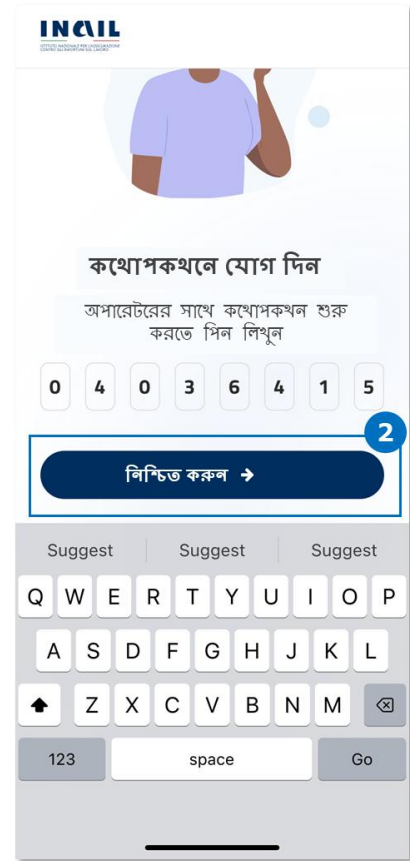 INAIL
ISTITUTO NAZIONALE PER L'ASSICURAZIONE
CONTRO GLI INFORTUNI SUL LAVORO
কথোপকথনে যোগ দিন
অপারেটরের সাথে কথোপকথন শুরু
করতে পিন লিখুন
0 4 0 3 6 4 1 5
2
নিশ্চিত করুন →
Suggest Suggest Suggest
Q W E R T Y U I O P
A S D F G H J K L
Z X C V B N M
123 space Go